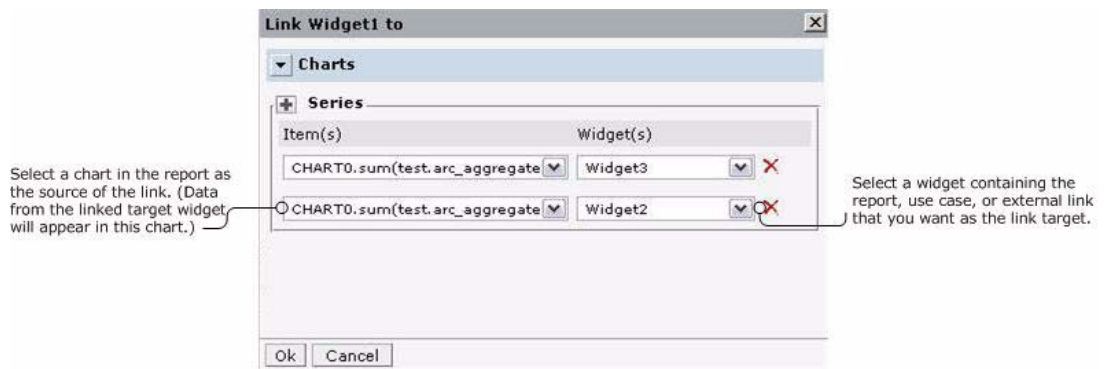 Link Widget1 to
Charts
Series
Item(s) Widget(s)
CHART0.sum(test.arc_aggregate Widget3
CHART0.sum(test.arc_aggregate Widget2
Select a chart in the report as
the source of the link. (Data
from the linked target widget
will appear in this chart.)
Select a widget containing the
report, use case, or external link
that you want as the link target.
Ok Cancel